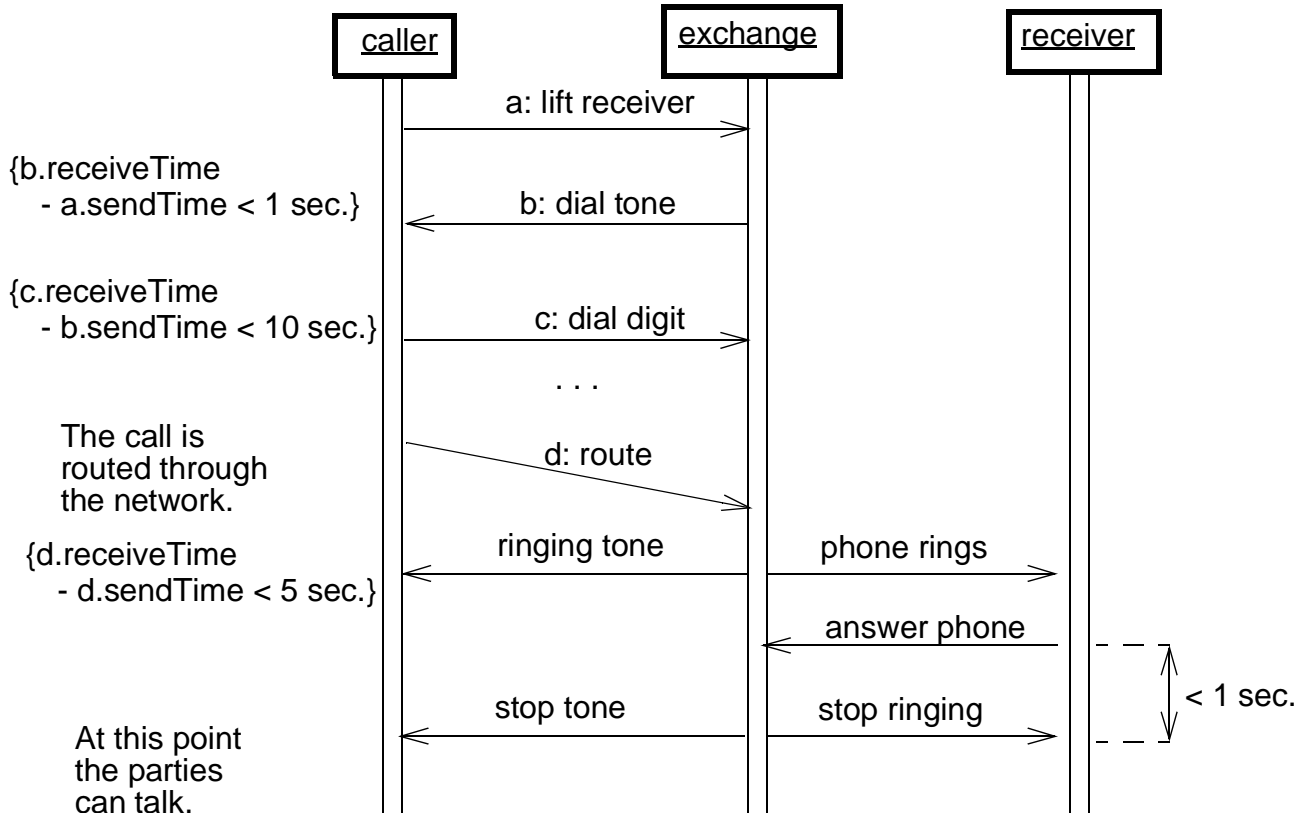 caller
exchange
receiver
a: lift receiver
{b.receiveTime
- a.sendTime < 1 sec.}
b: dial tone
{c.receiveTime
- b.sendTime < 10 sec.}
c: dial digit
. . .
The call is
routed through
the network.
d: route
{d.receiveTime
- d.sendTime < 5 sec.}
ringing tone
phone rings
answer phone
< 1 sec.
stop tone
stop ringing
At this point
the parties
can talk.